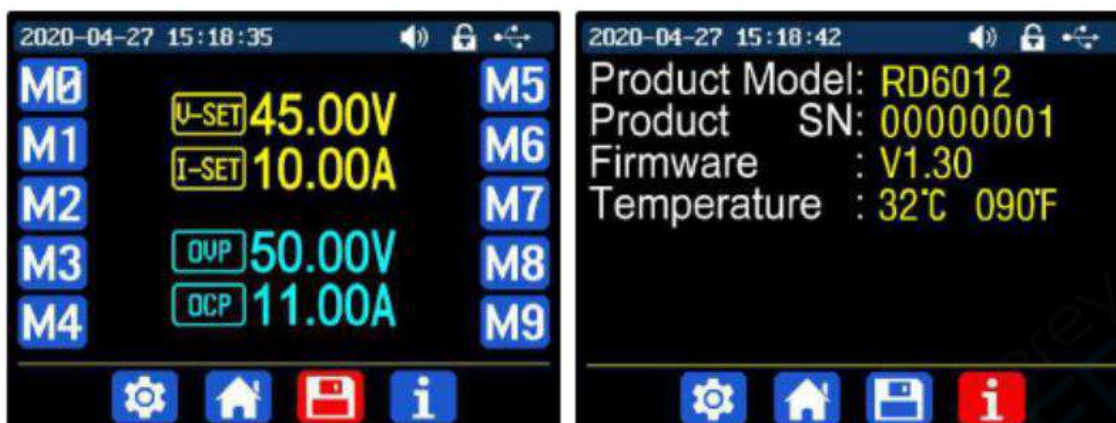 2020-04-27 15:18:35
M0
M1
M2
M3
M4
V-SET 45.00V
I-SET 10.00A
OVP 50.00V
OCP 11.00A
M5
M6
M7
M8
M9
i
2020-04-27 15:18:42
Product Model: RD6012
Product SN: 00000001
Firmware : V1.30
Temperature : 32℃ 090℉
i